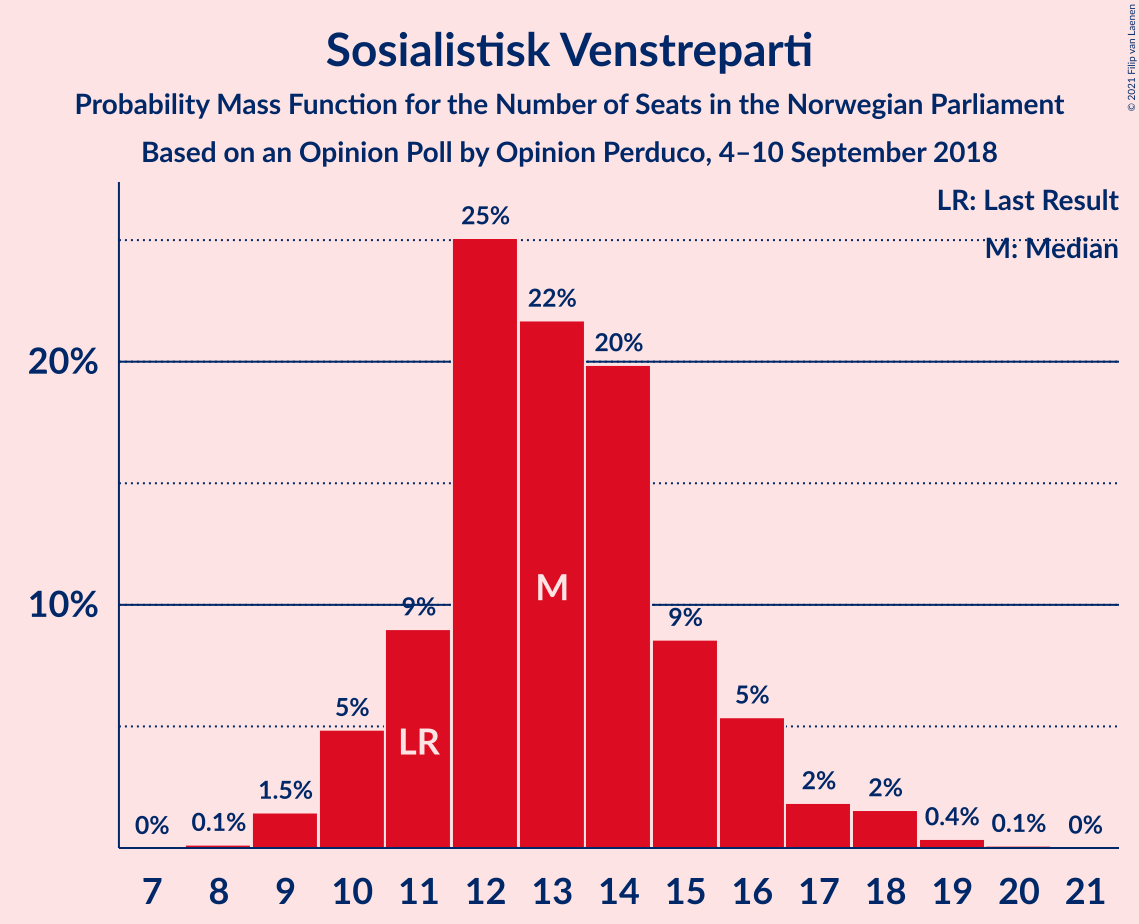 Sosialistisk Venstreparti
Probability Mass Function for the Number of Seats in the Norwegian Parliament
Based on an Opinion Poll by Opinion Perduco, 4–10 September 2018
© 2021 Filip van Laenen
LR: Last Result
M: Median
25%
22%
20%
20%
10%
9%
M
9%
5%
LR
5%
1.5%
2%
2%
0%
0.1%
0.4%
0.1%
0%
7 8 9 10 11 12 13 14 15 16 17 18 19 20 21